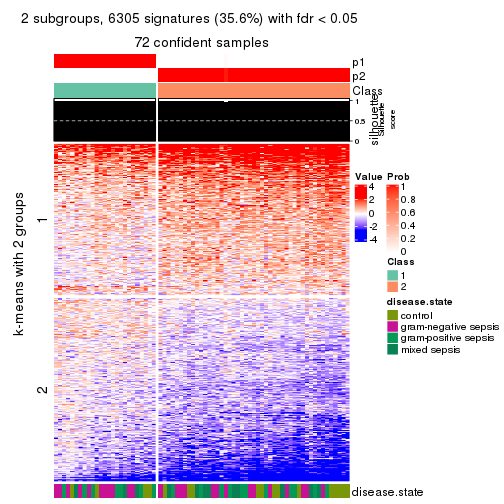 2 subgroups, 6305 signatures (35.6%) with fdr < 0.05
72 confident samples
p1
p2
Class
1
0.5
0
silhouette
Silhouette
score
k-means with 2 groups
1
2
Value
4
2
0
-2
-4
Prob
1
0.8
0.6
0.4
0.2
0
Class
1
2
disease.state
control
gram-negative sepsis
gram-positive sepsis
mixed sepsis
disease.state